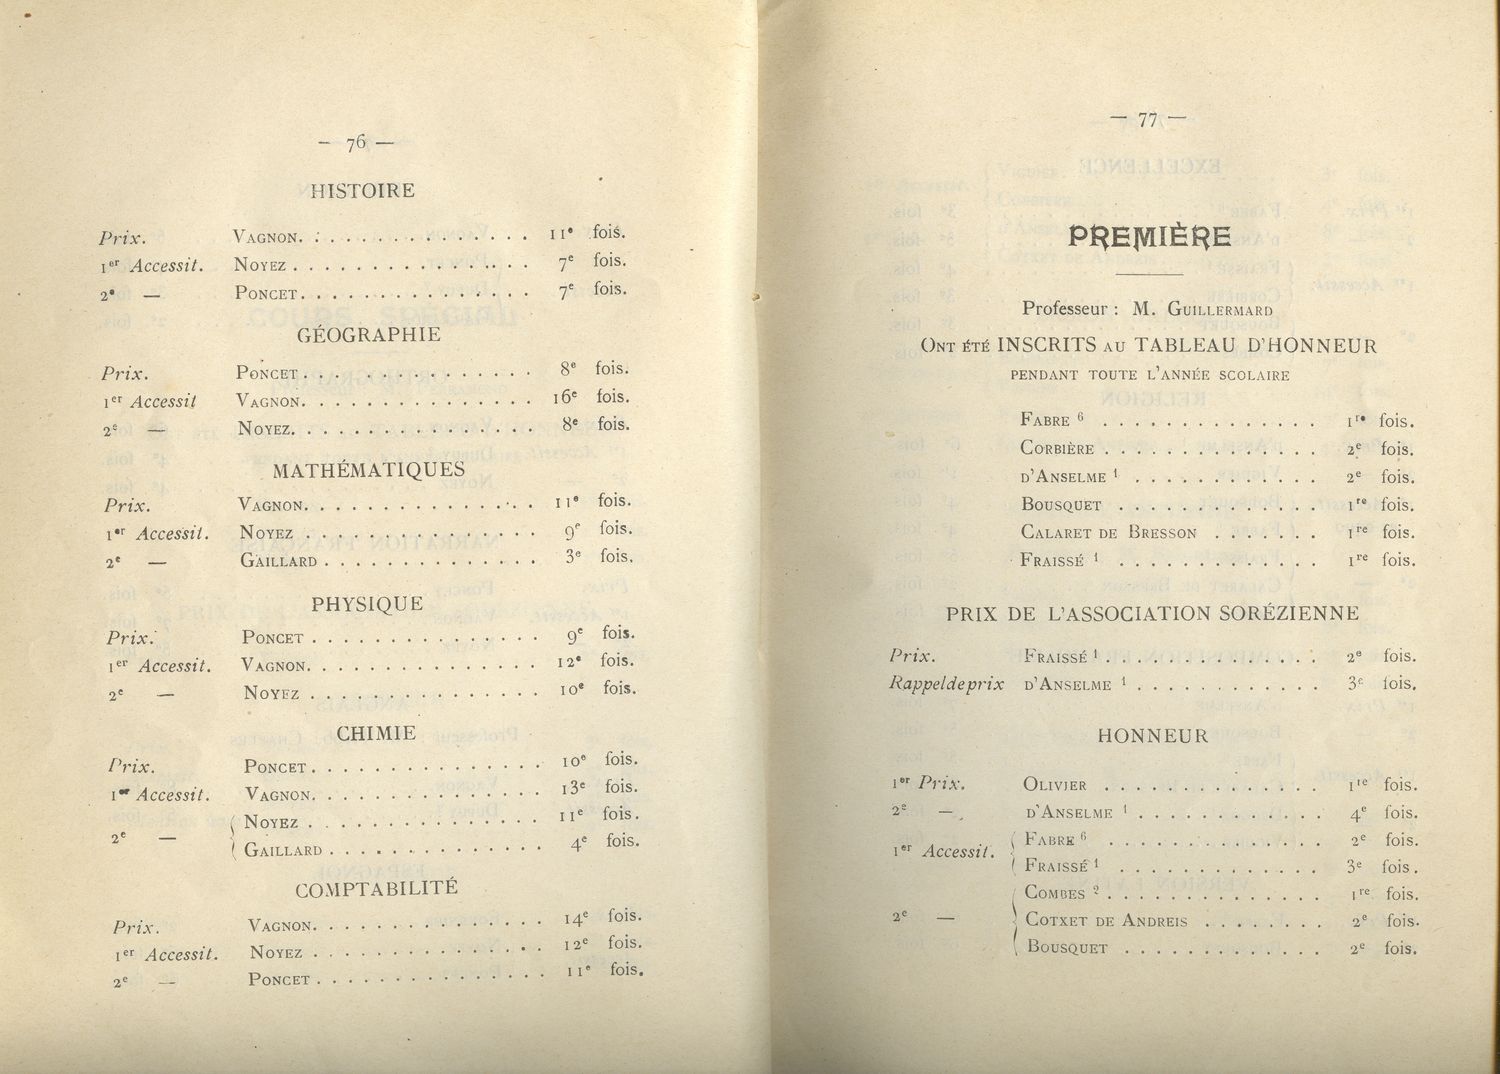 — 76 —
HISTOIRE
Prix. VAGNON. . . . . . . . . . . . . . . 11e fois.
1er Accessit. NOYEZ . . . . . . . . . . . . . . 7e fois.
2e — PONCET. . . . . . . . . . . . . . . 7e fois.
GÉOGRAPHIE
Prix. PONCET. . . . . . . . . . . . . . . 8e fois.
1er Accessit VAGNON. . . . . . . . . . . . . . . 16e fois.
2e — NOYEZ. . . . . . . . . . . . . . . 8e fois.
MATHÉMATIQUES
Prix. VAGNON. . . . . . . . . . . . . . . 11e fois.
1er Accessit. NOYEZ . . . . . . . . . . . . . . 9e fois.
2e — GAILLARD . . . . . . . . . . . . . 3e fois.
PHYSIQUE
Prix. PONCET . . . . . . . . . . . . . . 9e fois.
1er Accessit. VAGNON. . . . . . . . . . . . . . . 12e fois.
2e — NOYEZ . . . . . . . . . . . . . . 10e fois.
CHIMIE
Prix. PONCET. . . . . . . . . . . . . . . 10e fois.
1er Accessit. VAGNON. . . . . . . . . . . . . . . 13e fois.
2e — { NOYEZ . . . . . . . . . . . . . 11e fois.
{ GAILLARD . . . . . . . . . . . . 4e fois.
COMPTABILITÉ
Prix. VAGNON. . . . . . . . . . . . . . . 14e fois.
1er Accessit. NOYEZ . . . . . . . . . . . . . 12e fois.
2e — PONCET . . . . . . . . . . . . . 11e fois.
— 77 —
PREMIÈRE
Professeur : M. GUILLERMARD
ONT ÉTÉ INSCRITS AU TABLEAU D'HONNEUR
PENDANT TOUTE L'ANNÉE SCOLAIRE
FABRE 6 . . . . . . . . . . . . . 1re fois.
CORBIÈRE . . . . . . . . . . . . 2e fois.
D'ANSELME 1 . . . . . . . . . . . 2e fois.
BOUSQUET . . . . . . . . . . . . 1re fois.
CALARET DE BRESSON . . . . . . . 1re fois.
FRAISSÉ 1 . . . . . . . . . . . . 1re fois.
PRIX DE L'ASSOCIATION SORÉZIENNE
Prix. FRAISSÉ 1 . . . . . . . . . . . . . 2e fois.
Rappel de prix D'ANSELME 1 . . . . . . . . . . . 3e fois.
HONNEUR
1er Prix. OLIVIER . . . . . . . . . . . . . 1re fois.
2e — D'ANSELME 1 . . . . . . . . . . . 4e fois.
{ FABRE 6 . . . . . . . . . . . . 2e fois.
1er Accessit. { FRAISSÉ 1 . . . . . . . . . . . . 3e fois.
{ COMBES 2 . . . . . . . . . . . . 1re fois.
2e — { COTXET DE ANDREIS . . . . . . . 2e fois.
{ BOUSQUET . . . . . . . . . . . . 2e fois.